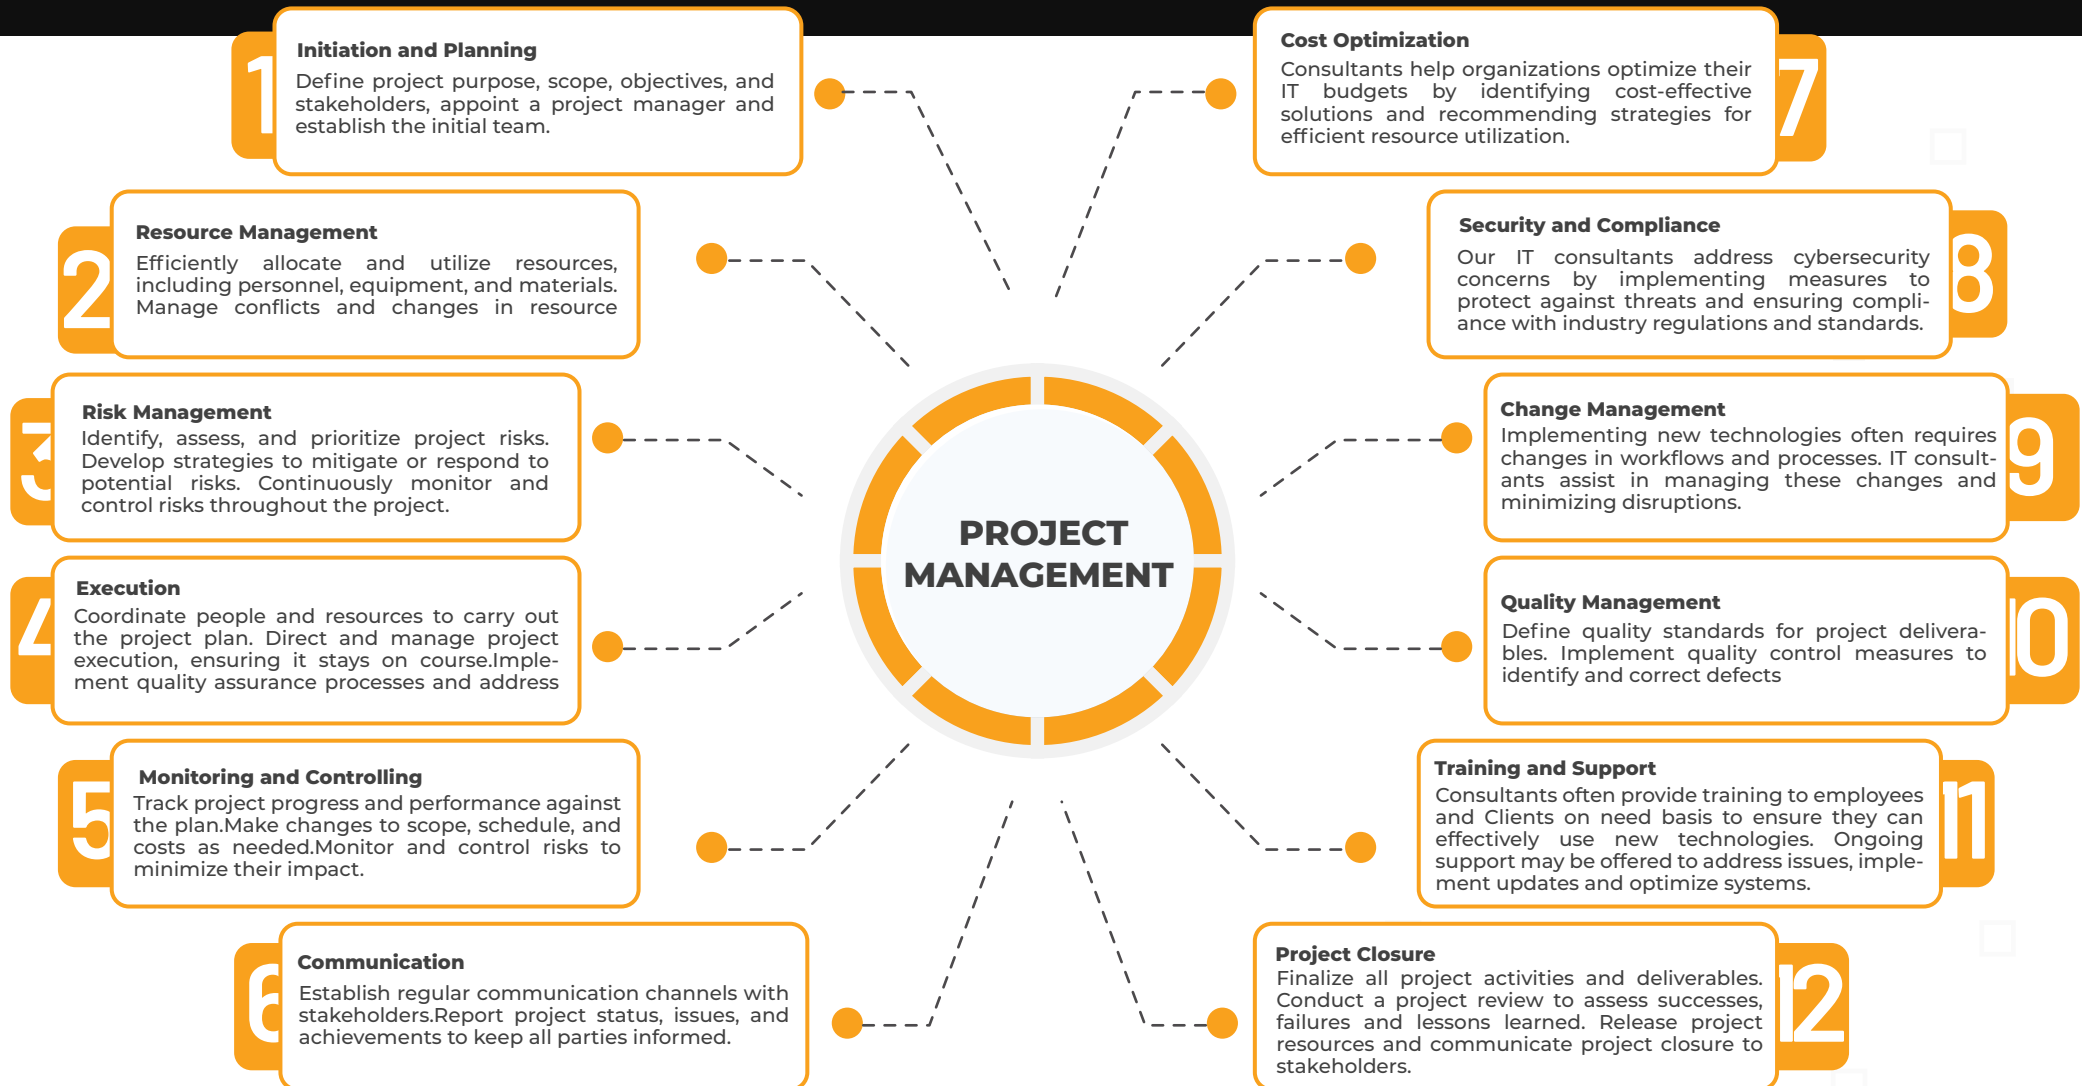 1
Initiation and Planning
Define project purpose, scope, objectives, and
stakeholders, appoint a project manager and
establish the initial team.
2
Resource Management
Efficiently allocate and utilize resources,
including personnel, equipment, and materials.
Manage conflicts and changes in resource
3
Risk Management
Identify, assess, and prioritize project risks.
Develop strategies to mitigate or respond to
potential risks. Continuously monitor and
control risks throughout the project.
4
Execution
Coordinate people and resources to carry out
the project plan. Direct and manage project
execution, ensuring it stays on course.Imple-
ment quality assurance processes and address
5
Monitoring and Controlling
Track project progress and performance against
the plan.Make changes to scope, schedule, and
costs as needed.Monitor and control risks to
minimize their impact.
6
Communication
Establish regular communication channels with
stakeholders.Report project status, issues, and
achievements to keep all parties informed.
PROJECT
MANAGEMENT
7
Cost Optimization
Consultants help organizations optimize their
IT budgets by identifying cost-effective
solutions and recommending strategies for
efficient resource utilization.
8
Security and Compliance
Our IT consultants address cybersecurity
concerns by implementing measures to
protect against threats and ensuring compli-
ance with industry regulations and standards.
9
Change Management
Implementing new technologies often requires
changes in workflows and processes. IT consult-
ants assist in managing these changes and
minimizing disruptions.
10
Quality Management
Define quality standards for project delivera-
bles. Implement quality control measures to
identify and correct defects
11
Training and Support
Consultants often provide training to employees
and Clients on need basis to ensure they can
effectively use new technologies. Ongoing
support may be offered to address issues, imple-
ment updates and optimize systems.
12
Project Closure
Finalize all project activities and deliverables.
Conduct a project review to assess successes,
failures and lessons learned. Release project
resources and communicate project closure to
stakeholders.